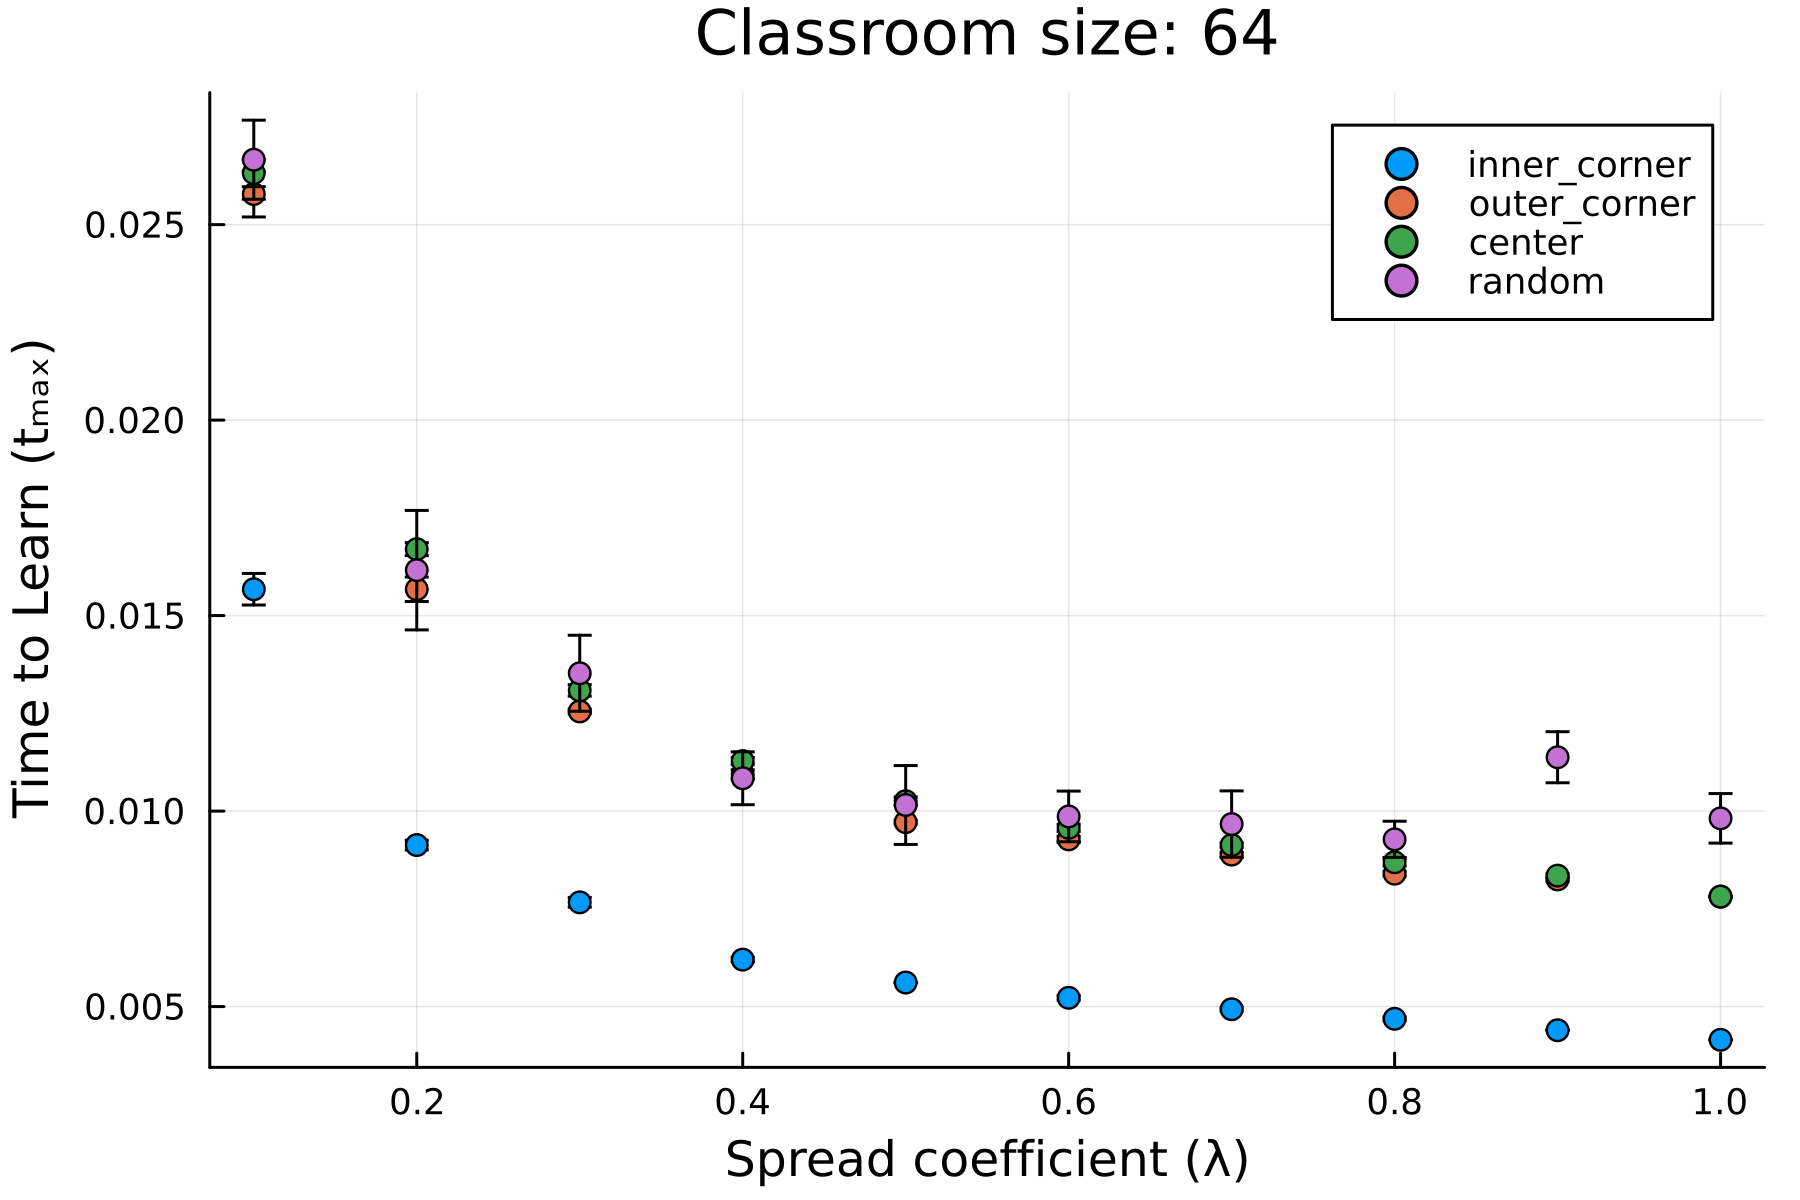 Classroom size: 64
inner_corner
outer_corner
center
random
Time to Learn (tₘₐₓ)
0.025
0.020
0.015
0.010
0.005
0.2 0.4 0.6 0.8 1.0
Spread coefficient (λ)